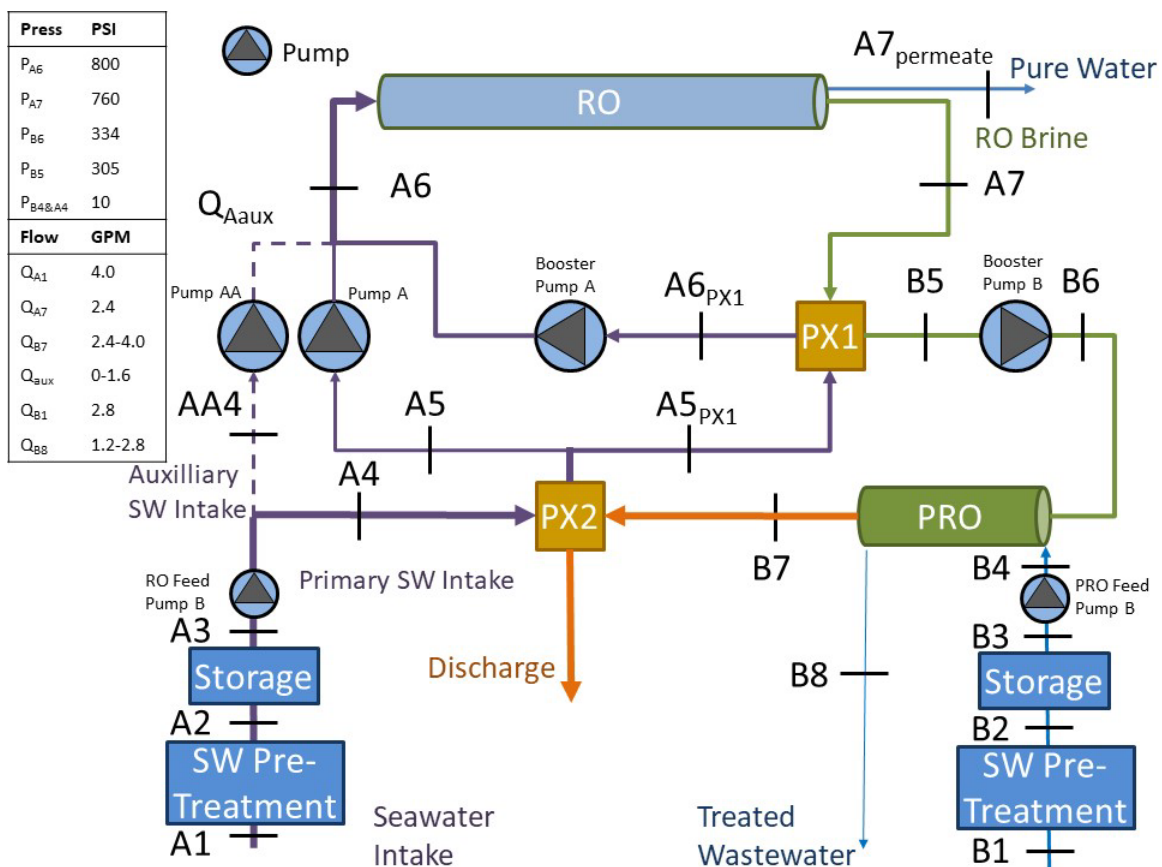 Press PSI
PA6 800
PA7 760
PB6 334
PB5 305
PB4&A4 10
Flow GPM
QA1 4.0
QA7 2.4
QB7 2.4-4.0
Qaux 0-1.6
QB1 2.8
QB8 1.2-2.8
Pump
A7permeate
Pure Water
RO
RO Brine
A6
A7
QAaux
Pump AA
Pump A
Booster
Pump A
A6PX1
PX1
B5
Booster
Pump B
B6
AA4
A5
A5PX1
Auxilliary
SW Intake
A4
PX2
B7
PRO
B4
RO Feed
Pump B
Primary SW Intake
PRO Feed
Pump B
A3
B3
Storage
Discharge
B8
Storage
A2
B2
SW Pre-
Treatment
SW Pre-
Treatment
A1
Seawater
Intake
Treated
Wastewater
B1